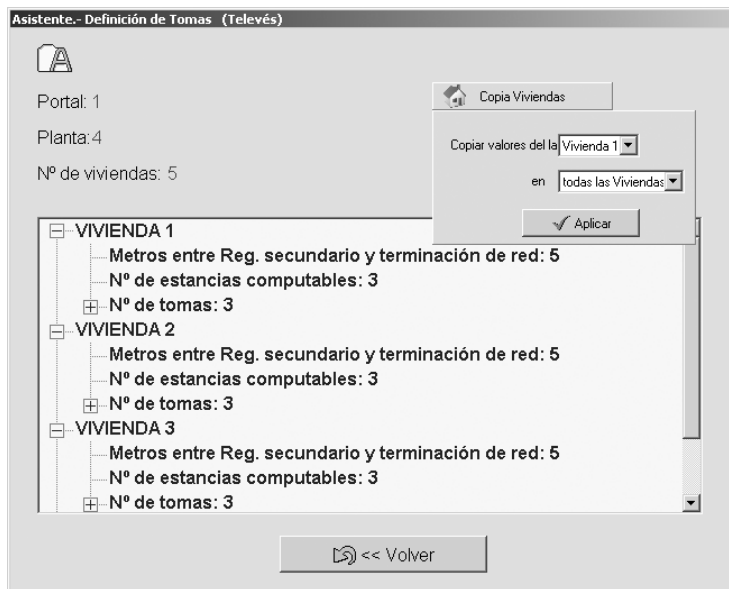 Asistente.- Definición de Tomas (Televés)
A
Portal: 1
Planta:4
Nº de viviendas: 5
Copia Viviendas
Copiar valores del la Vivienda 1
en todas las Viviendas
Aplicar
VIVIENDA 1
Metros entre Reg. secundario y terminación de red: 5
Nº de estancias computables: 3
Nº de tomas: 3
VIVIENDA 2
Metros entre Reg. secundario y terminación de red: 5
Nº de estancias computables: 3
Nº de tomas: 3
VIVIENDA 3
Metros entre Reg. secundario y terminación de red: 5
Nº de estancias computables: 3
Nº de tomas: 3
<< Volver